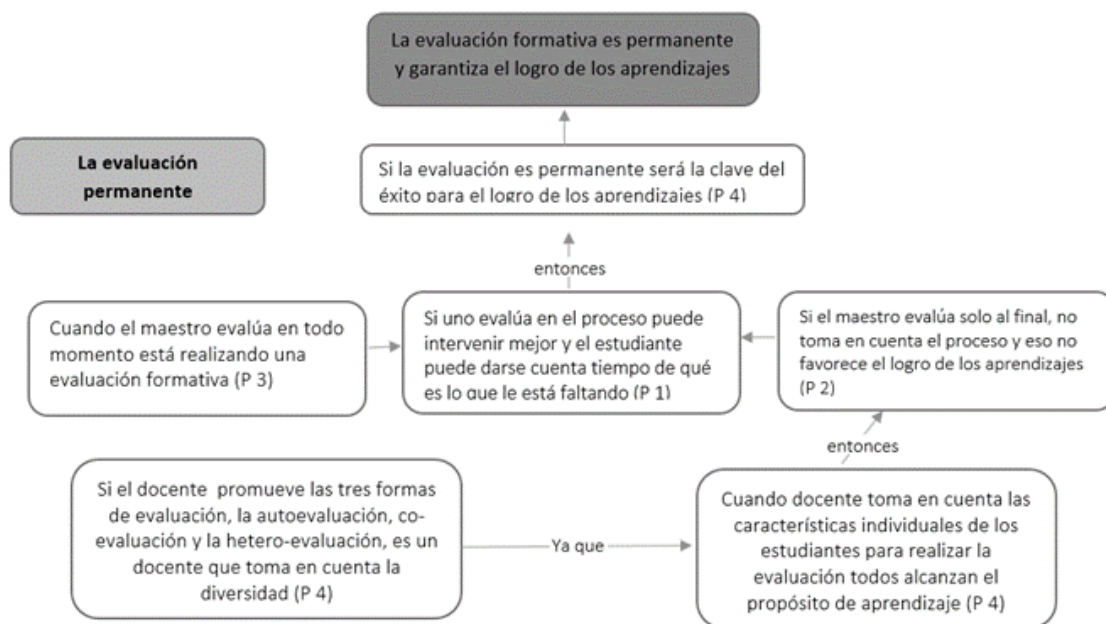 La evaluación formativa es permanente
y garantiza el logro de los aprendizajes
La evaluación
permanente
Si la evaluación es permanente será la clave del
éxito para el logro de los aprendizajes (P 4)
entonces
Cuando el maestro evalúa en todo
momento está realizando una
evaluación formativa (P 3)
Si uno evalúa en el proceso puede
intervenir mejor y el estudiante
puede darse cuenta tiempo de qué
es lo que le está faltando (P 1)
Si el maestro evalúa solo al final, no
toma en cuenta el proceso y eso no
favorece el logro de los aprendizajes
(P 2)
entonces
Si el docente promueve las tres formas
de evaluación, la autoevaluación, co-
evaluación y la hetero-evaluación, es un
docente que toma en cuenta la
diversidad (P 4)
Ya que
Cuando docente toma en cuenta las
características individuales de los
estudiantes para realizar la
evaluación todos alcanzan el
propósito de aprendizaje (P 4)